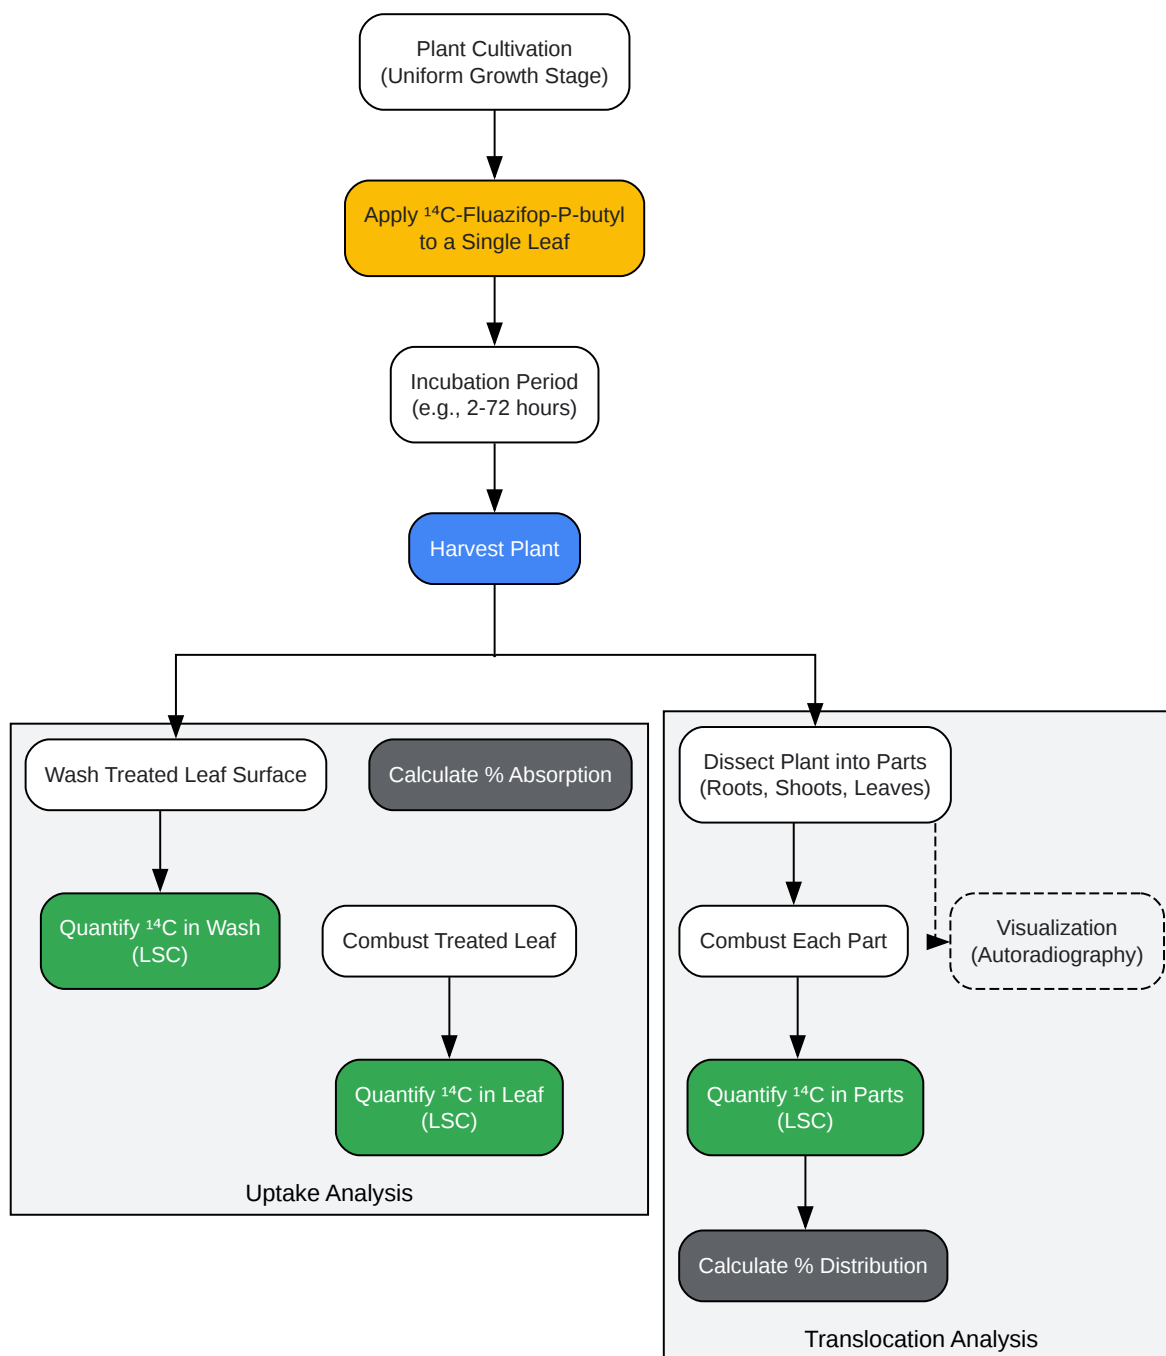 Plant Cultivation
(Uniform Growth Stage)
Apply ¹⁴C-Fluazifop-P-butyl
to a Single Leaf
Incubation Period
(e.g., 2-72 hours)
Harvest Plant
Wash Treated Leaf Surface
Calculate % Absorption
Quantify ¹⁴C in Wash
(LSC)
Combust Treated Leaf
Quantify ¹⁴C in Leaf
(LSC)
Uptake Analysis
Dissect Plant into Parts
(Roots, Shoots, Leaves)
Combust Each Part
Visualization
(Autoradiography)
Quantify ¹⁴C in Parts
(LSC)
Calculate % Distribution
Translocation Analysis